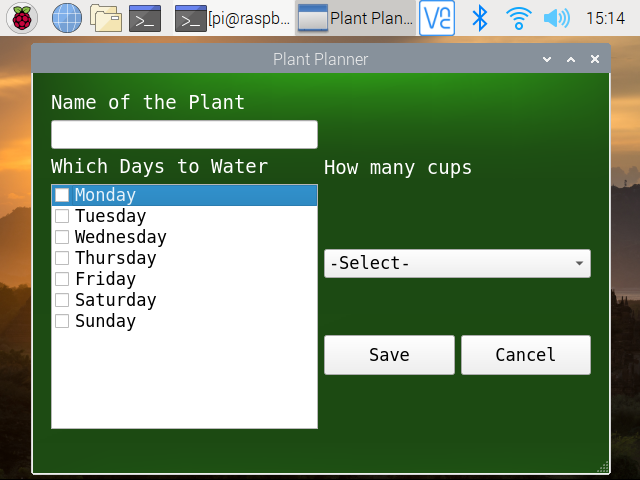 [pi@raspb... Plant Plan... 15:14
Plant Planner
Name of the Plant
Which Days to Water
How many cups
Monday
Tuesday
Wednesday
Thursday
Friday
Saturday
Sunday
-Select-
Save
Cancel